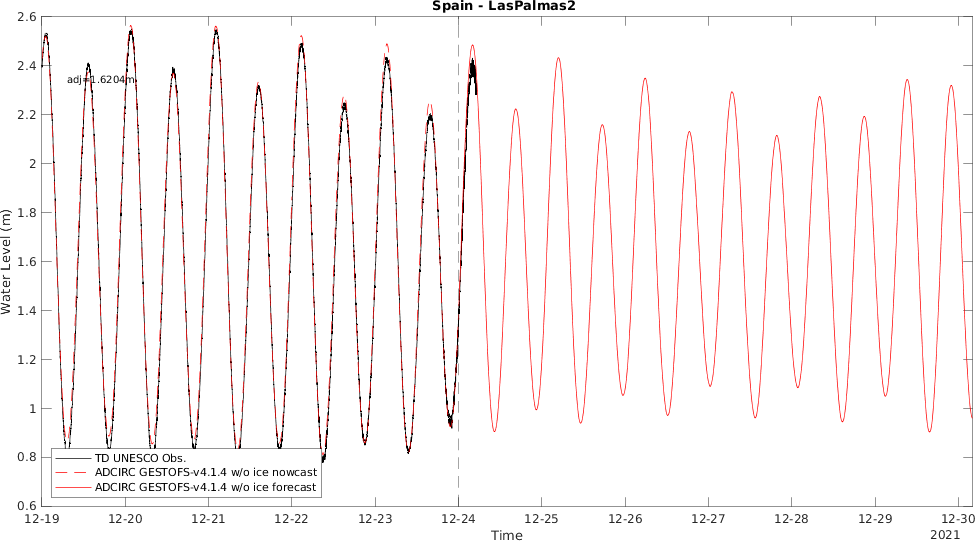 Spain - LasPalmas2
2.6
2.4
adj=1.6204m
2.2
2
1.8
Water Level (m)
1.6
1.4
1.2
1
0.8
0.6
TD UNESCO Obs.
ADCIRC GESTOFS-v4.1.4 w/o ice nowcast
ADCIRC GESTOFS-v4.1.4 w/o ice forecast
12-19 12-20 12-21 12-22 12-23 12-24 12-25 12-26 12-27 12-28 12-29 12-30
Time
2021